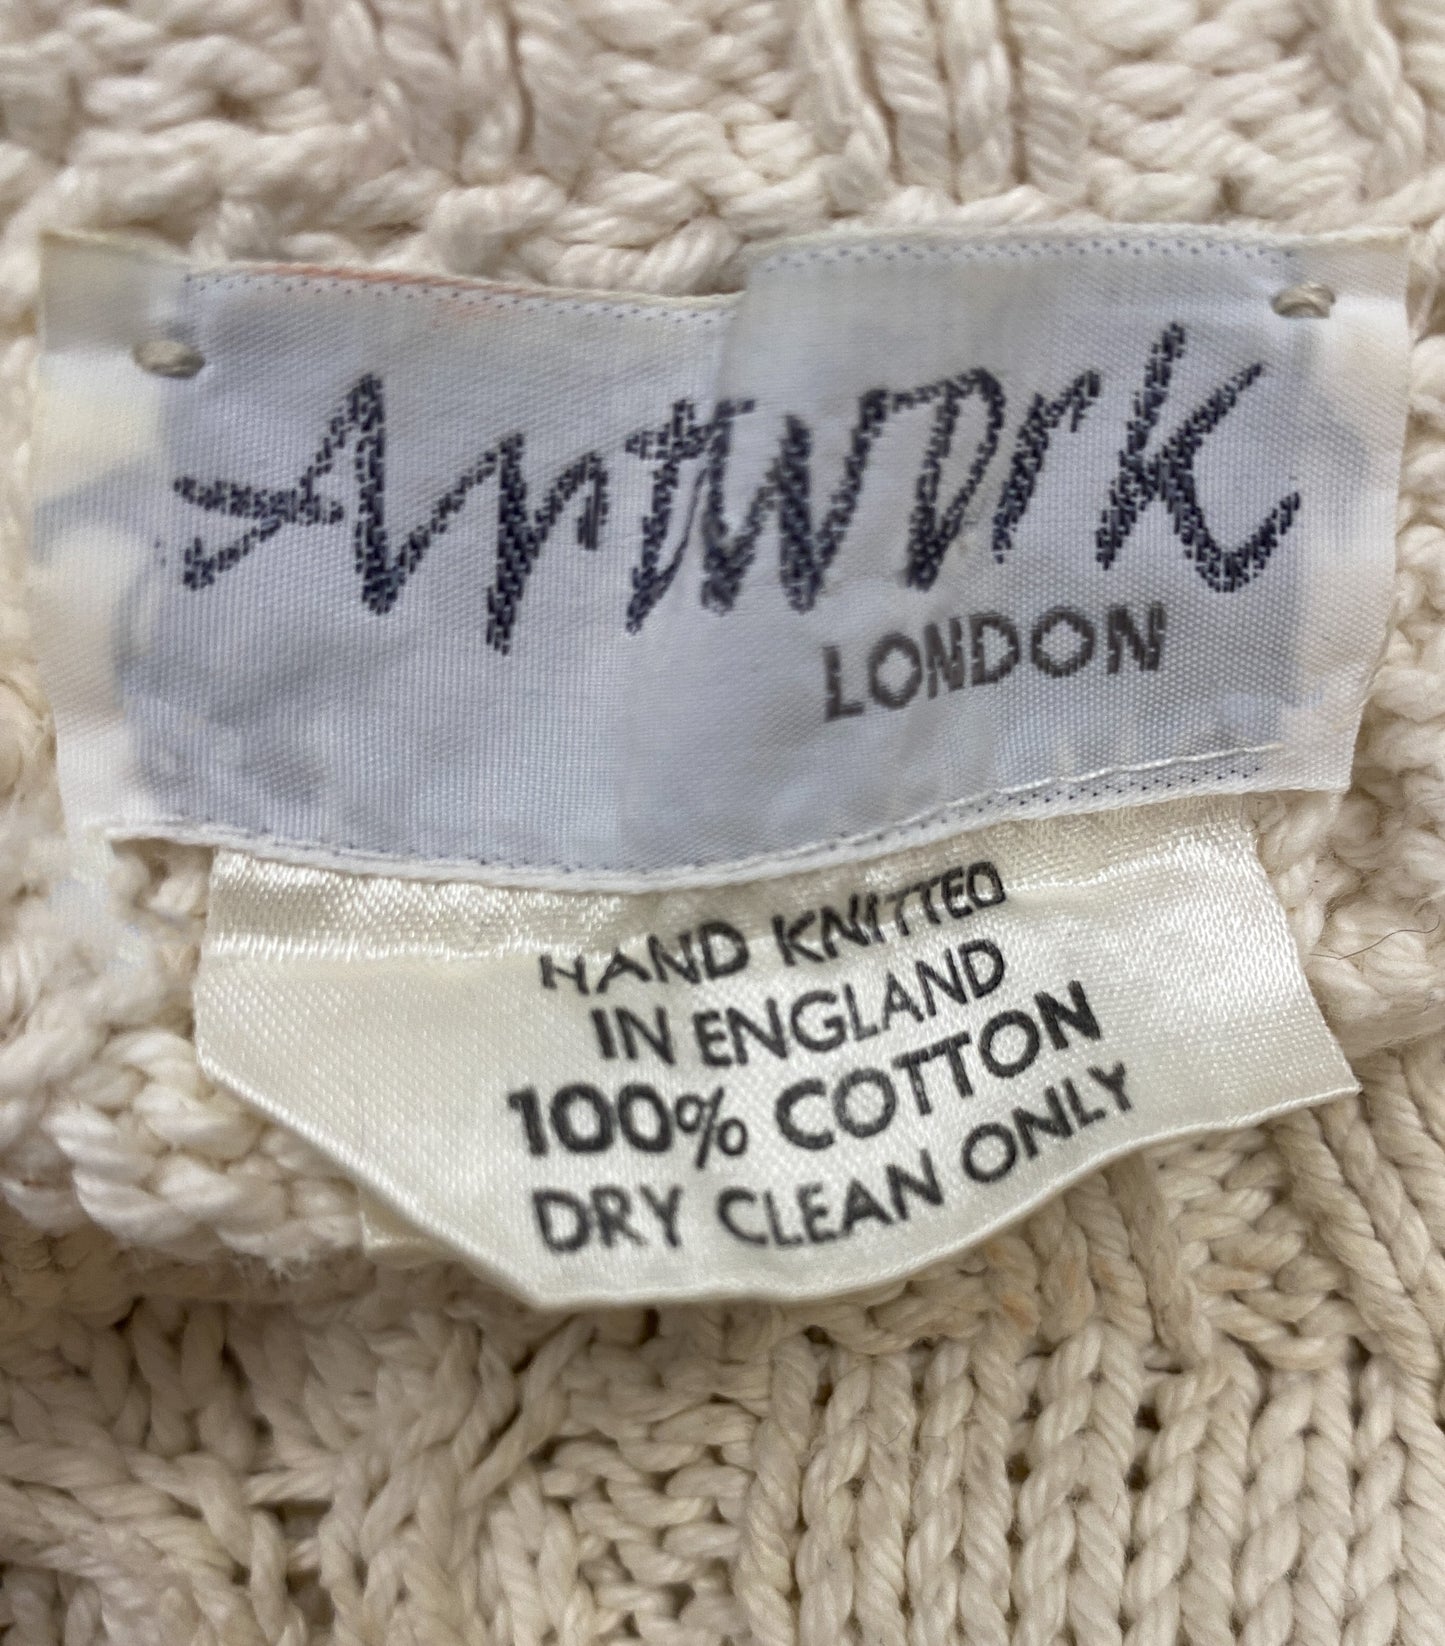 Artwork
LONDON
HAND KNITTED
IN ENGLAND
100% COTTON
DRY CLEAN ONLY